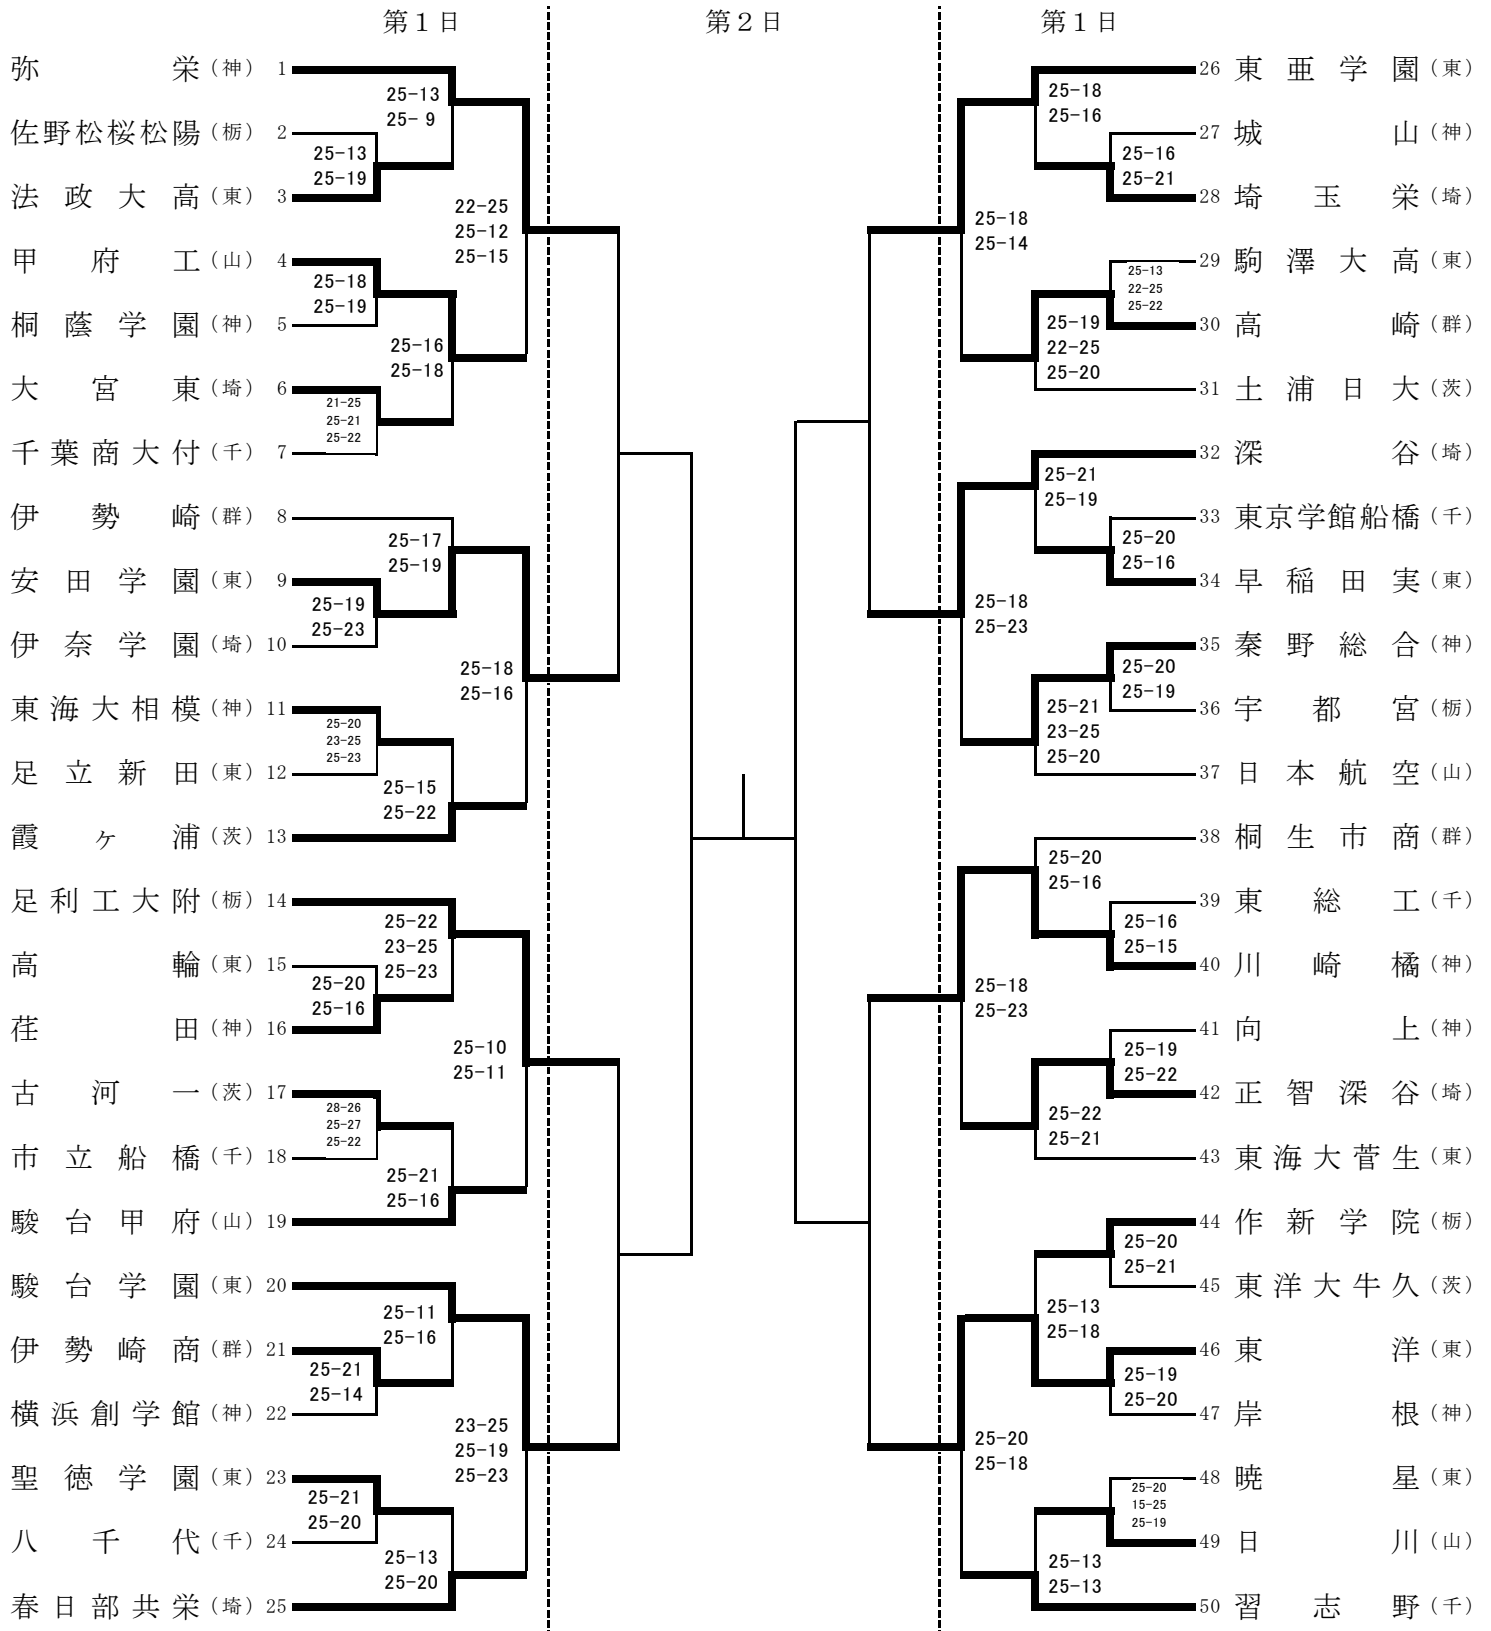 第１日 第２日 第１日
弥栄（神） 1
25-13
25- 9
佐野松桜松陽（栃） 2
25-13
25-19
法政大高（東） 3
22-25
25-12
25-15
甲府工（山） 4
25-18
25-19
桐蔭学園（神） 5
25-16
25-18
大宮東（埼） 6
21-25
25-21
25-22
千葉商大付（千） 7
伊勢崎（群） 8
25-17
25-19
安田学園（東） 9
25-19
25-23
伊奈学園（埼） 10
25-18
25-16
東海大相模（神） 11
25-20
23-25
25-23
足立新田（東） 12
25-15
25-22
霞ヶ浦（茨） 13
足利工大附（栃） 14
25-22
23-25
25-23
高輪（東） 15
25-20
25-16
荏田（神） 16
25-10
25-11
古河一（茨） 17
28-26
25-27
25-22
市立船橋（千） 18
25-21
25-16
駿台甲府（山） 19
駿台学園（東） 20
25-11
25-16
伊勢崎商（群） 21
25-21
25-14
横浜創学館（神） 22
23-25
25-19
25-23
聖徳学園（東） 23
25-21
25-20
八千代（千） 24
25-13
25-20
春日部共栄（埼） 25
26 東亜学園（東）
25-18
25-16
27 城山（神）
25-16
25-21
28 埼玉栄（埼）
25-18
25-14
29 駒澤大高（東）
25-13
22-25
25-22
30 高崎（群）
25-19
22-25
25-20
31 土浦日大（茨）
32 深谷（埼）
25-21
25-19
33 東京学館船橋（千）
25-20
25-16
34 早稲田実（東）
25-18
25-23
35 秦野総合（神）
25-20
25-19
36 宇都宮（栃）
25-21
23-25
25-20
37 日本航空（山）
38 桐生市商（群）
25-20
25-16
39 東総工（千）
25-16
25-15
40 川崎橘（神）
25-18
25-23
41 向上（神）
25-19
25-22
42 正智深谷（埼）
25-22
25-21
43 東海大菅生（東）
44 作新学院（栃）
25-20
25-21
45 東洋大牛久（茨）
25-13
25-18
46 東洋（東）
25-19
25-20
47 岸根（神）
25-20
25-18
48 暁星（東）
25-20
15-25
25-19
49 日川（山）
25-13
25-13
50 習志野（千）